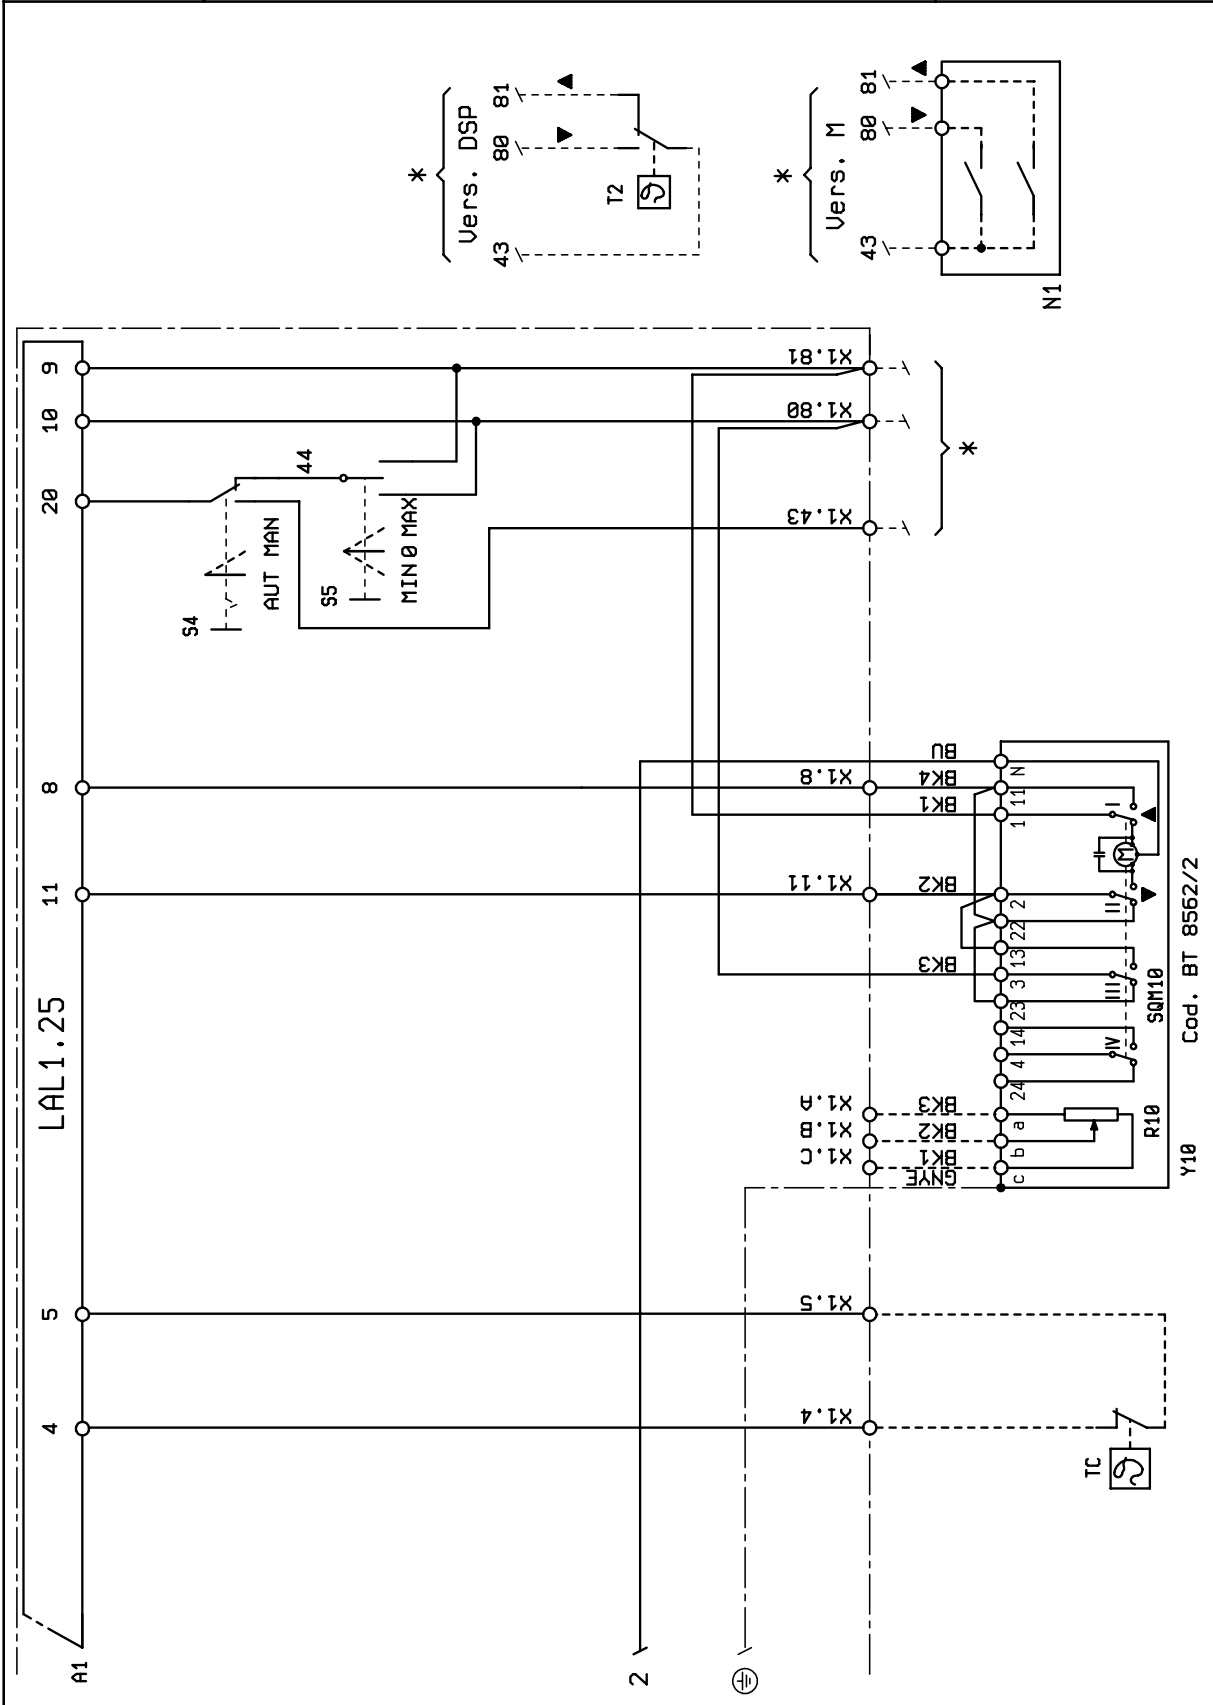 A1
LAL1.25
4
5
11
8
20
10
9
S4
AUT MAN
S5
MIN 0 MAX
44
X1.4
X1.5
X1.C
X1.B
X1.A
X1.11
X1.8
X1.43
X1.80
X1.81
*
2
GNYE
BK1
BK2
BK3
BK3
BK2
BK1
BK4
BU
c
b
a
24
4
14
23
3
13
22
2
1
11
N
IV
III
II
I
M
TC
R10
SQM10
Y10
Cod. BT 8562/2
*
Vers. DSP
43
80
81
T2
*
Vers. M
43
80
81
N1